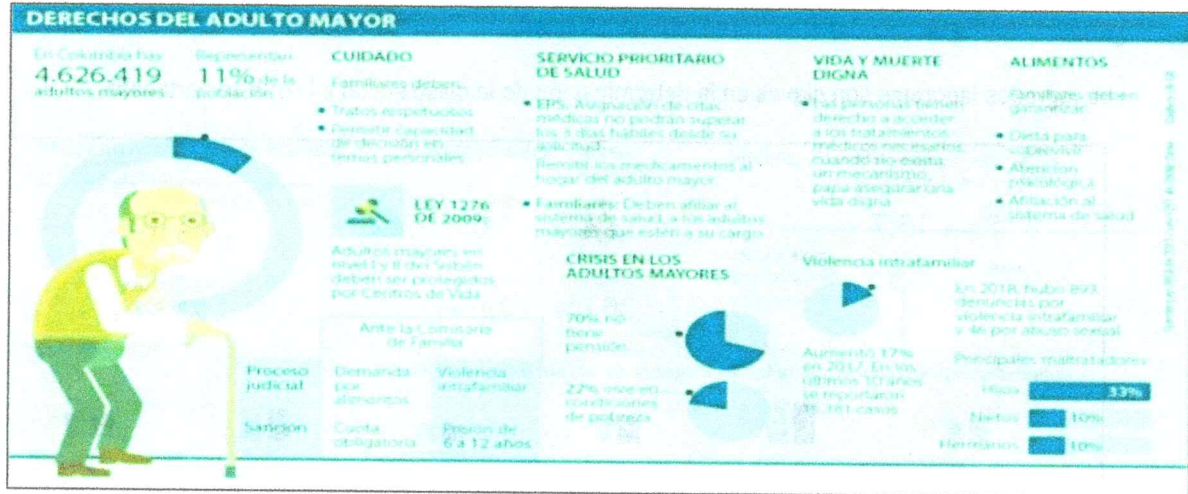 DERECHOS DEL ADULTO MAYOR
En Colombia hay
4.626.419
adultos mayores
Representan
11% de la
población
CUIDADO
Familiares deben:
• Tratos respetuosos
• Permitir capacidad
de decisión en
temas personales
LEY 1276
DE 2009:
Adultos mayores en
nivel I y II del Sisbén
deben ser protegidos
por Centros de Vida
Ante la Comisaría
de Familia
Proceso
judicial
Demanda
por
alimentos
Violencia
intrafamiliar
Sanción
Cuota
obligatoria
Prisión de
6 a 12 años
SERVICIO PRIORITARIO
DE SALUD
• EPS: Asignación de citas
médicas no podrán superar
los 3 días hábiles desde su
solicitud
Remitir los medicamentos al
hogar del adulto mayor
• Familiares: Deben afiliar al
sistema de salud, a los adultos
mayores que estén a su cargo
VIDA Y MUERTE
DIGNA
• Las personas tienen
derecho a acceder
a los tratamientos
médicos necesarios,
cuando no exista
un mecanismo,
para asegurar una
vida digna
ALIMENTOS
Familiares deben
garantizar:
• Dieta para
sobrevivir
• Atención
psicológica
• Afiliación al
sistema de salud
CRISIS EN LOS
ADULTOS MAYORES
70% no
tiene
pensión
22% vive en
condiciones
de pobreza
Violencia intrafamiliar
Aumentó 17%
en 2017. En los
últimos 10 años
se reportaron
casos
En 2018, hubo 893
denuncias por
violencia intrafamiliar
y 46 por abuso sexual
Principales maltratadores
Hijos 33%
Nietos 10%
Hermanos 10%